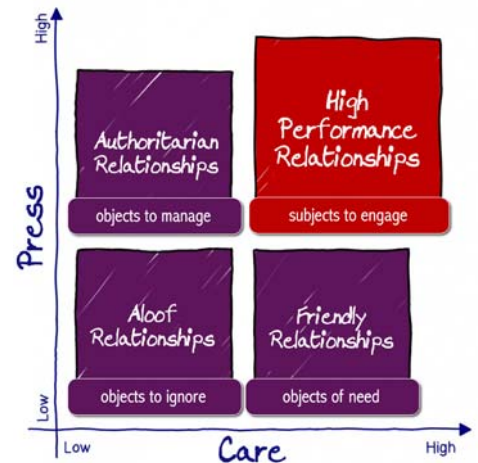 High
Press
Low
Authoritarian
Relationships
objects to manage
High
Performance
Relationships
subjects to engage
Aloof
Relationships
objects to ignore
Friendly
Relationships
objects of need
Low
Care
High